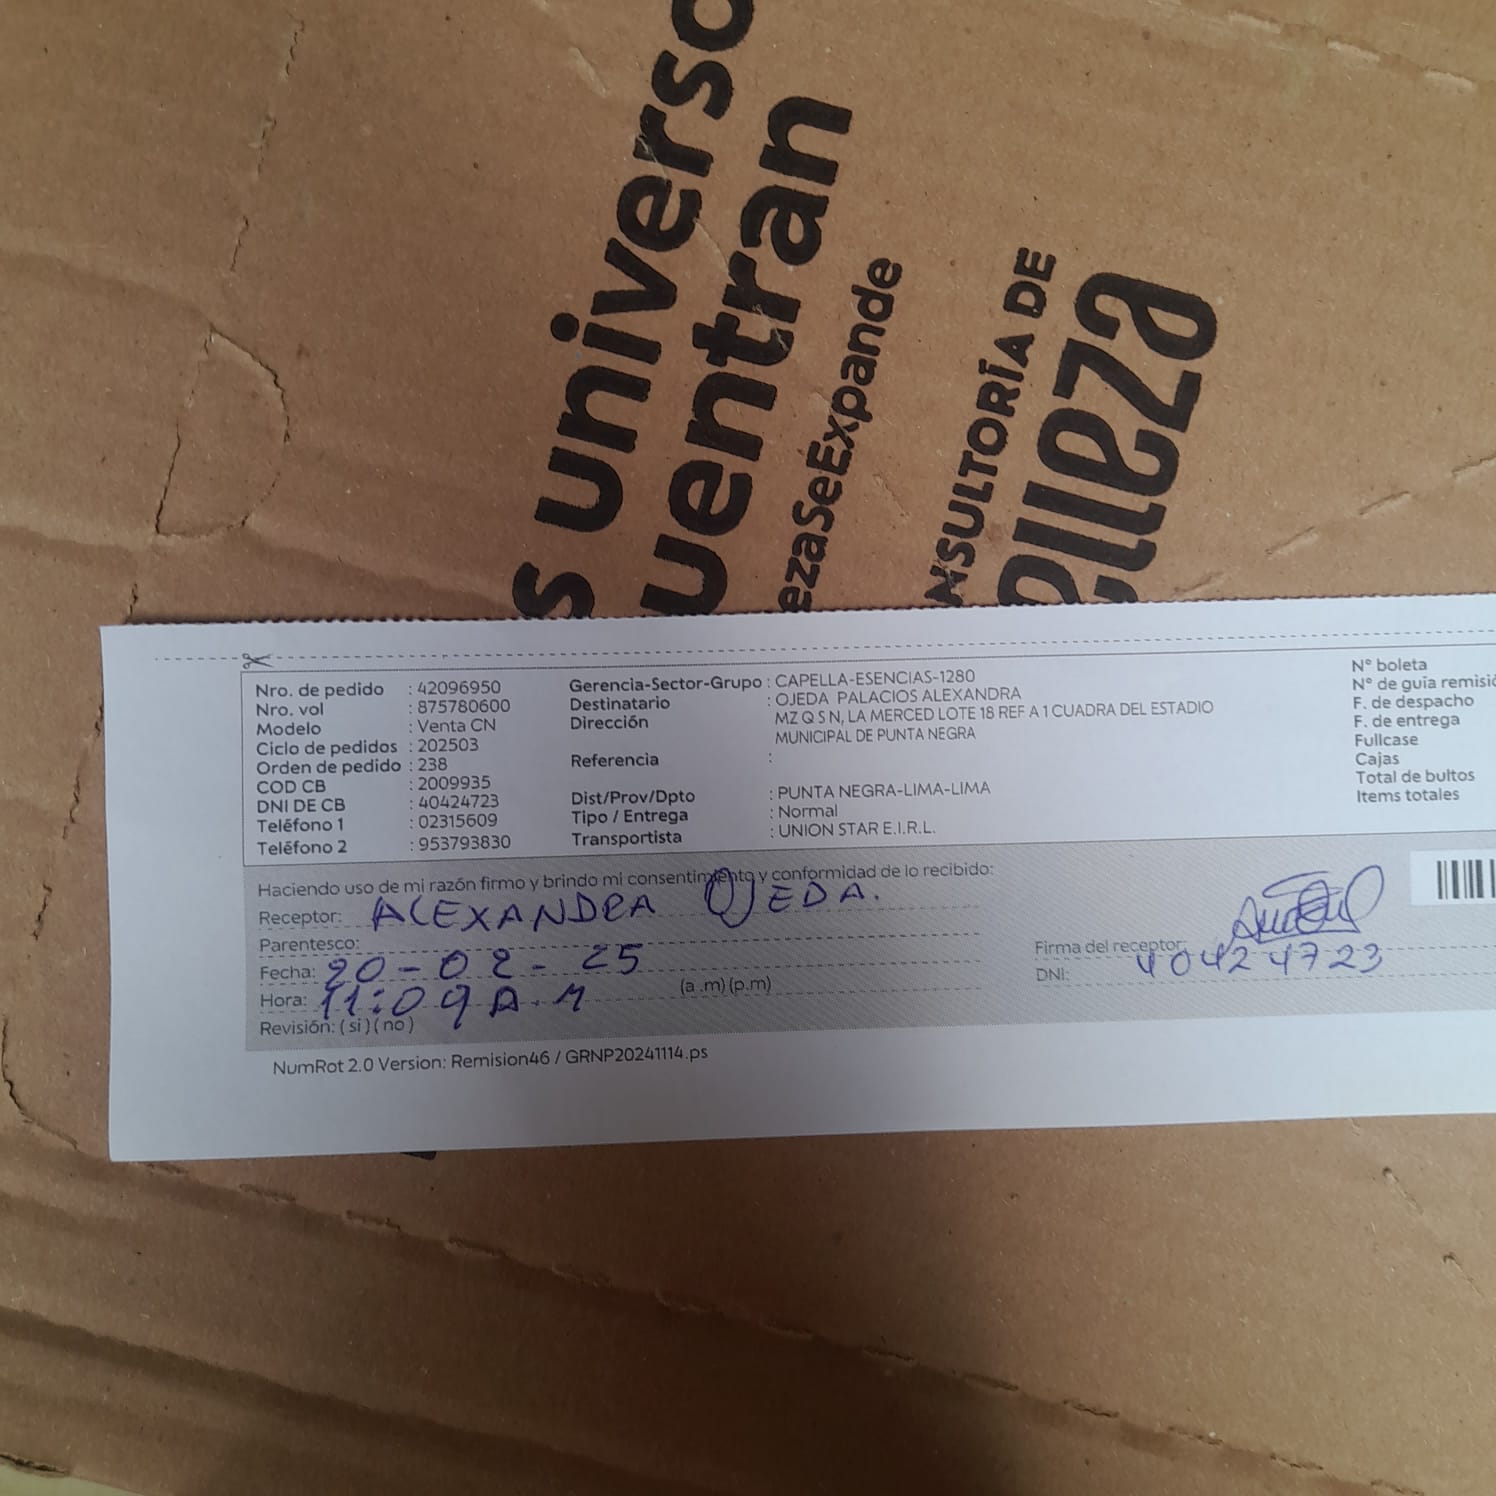 s universo
uentran
ezaSeExpande
NSULTORÍA DE
elleza
Nro. de pedido : 42096950
Nro. vol : 875780600
Modelo : Venta CN
Ciclo de pedidos : 202503
Orden de pedido : 238
COD CB : 2009935
DNI DE CB : 40424723
Teléfono 1 : 02315609
Teléfono 2 : 953793830
Gerencia-Sector-Grupo : CAPELLA-ESENCIAS-1280
Destinatario : OJEDA PALACIOS ALEXANDRA
Dirección MZ Q S N, LA MERCED LOTE 18 REF A 1 CUADRA DEL ESTADIO
MUNICIPAL DE PUNTA NEGRA
Referencia :
Dist/Prov/Dpto : PUNTA NEGRA-LIMA-LIMA
Tipo / Entrega : Normal
Transportista : UNION STAR E.I.R.L.
N° boleta
N° de guía remisió
F. de despacho
F. de entrega
Fullcase
Cajas
Total de bultos
Items totales
Haciendo uso de mi razón firmo y brindo mi consentimiento y conformidad de lo recibido:
Receptor: ALEXANDRA OJEDA.
Parentesco:
Fecha: 20-02-25
Hora: 11:09 A.M (a .m) (p.m)
Revisión: ( si ) ( no )
Firma del receptor:
DNI: 40424723
NumRot 2.0 Version: Remision46 / GRNP20241114.ps